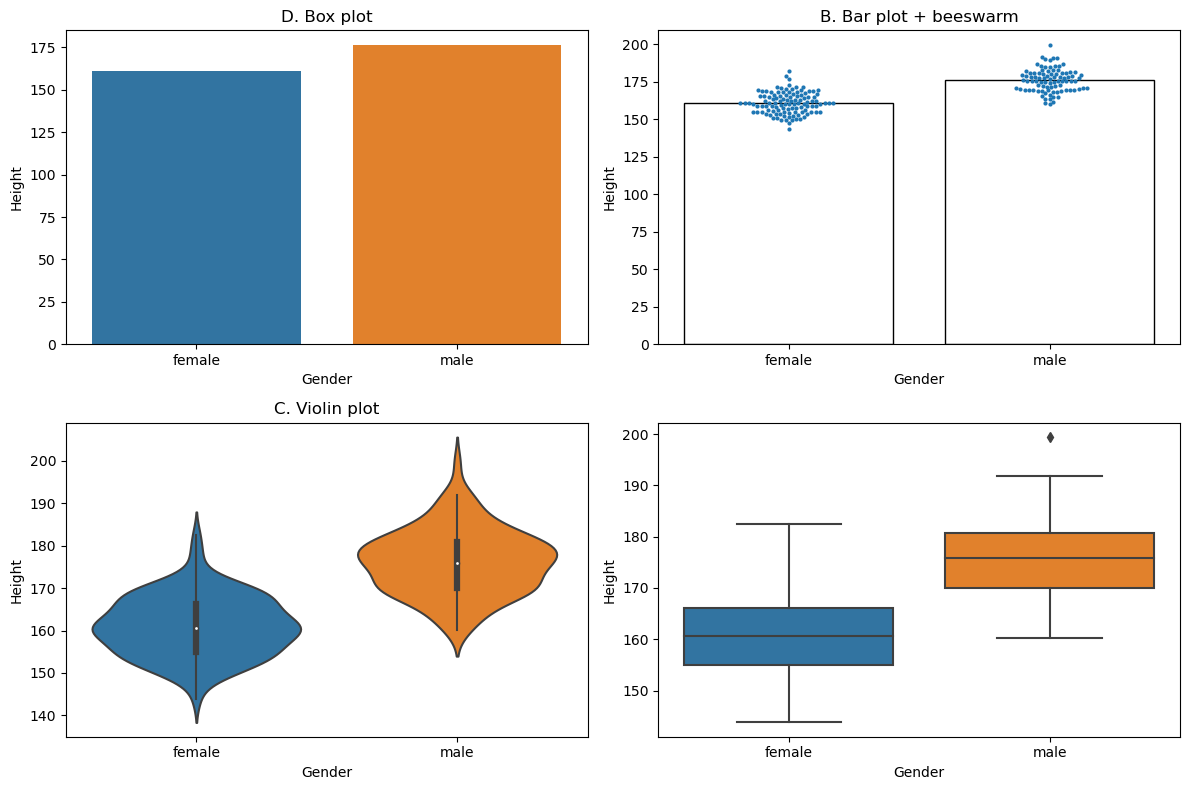 D. Box plot
175
150
125
100
75
50
25
0
Height
female
male
Gender
B. Bar plot + beeswarm
200
175
150
125
100
75
50
25
0
Height
female
male
Gender
C. Violin plot
200
190
180
170
160
150
140
Height
female
male
Gender
200
190
180
170
160
150
Height
female
male
Gender